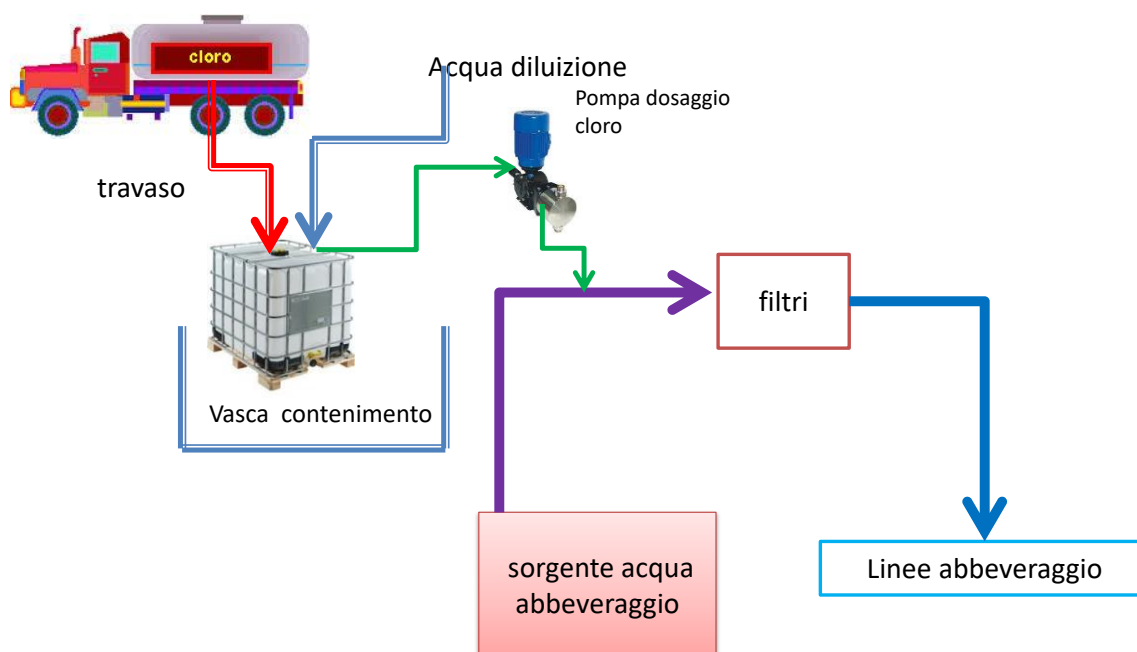 cloro
Acqua diluizione
Pompa dosaggio
cloro
travaso
filtri
Vasca contenimento
sorgente acqua
abbeveraggio
Linee abbeveraggio